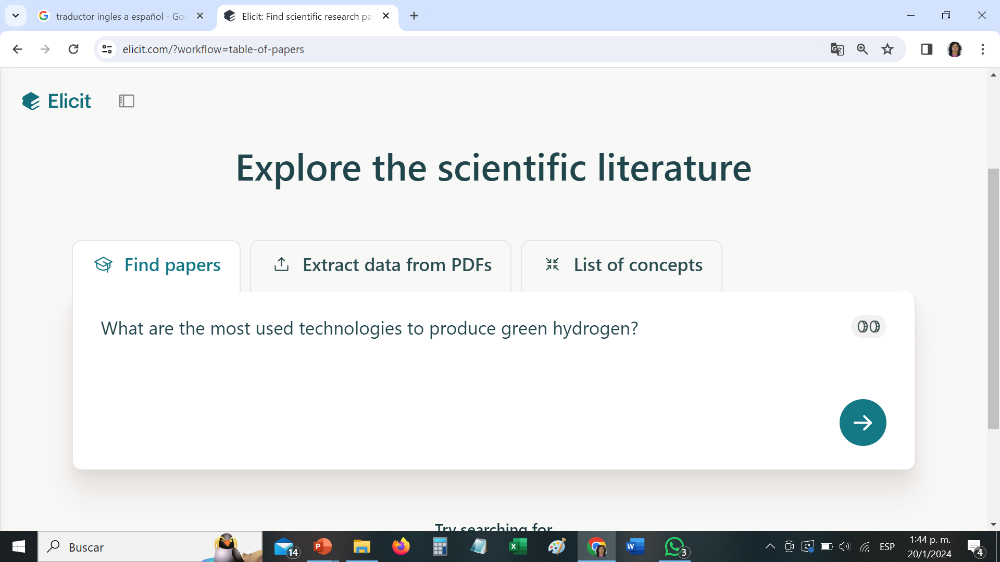 traductor ingles a español - Goo
Elicit: Find scientific research pa
elicit.com/?workflow=table-of-papers
Elicit
Explore the scientific literature
Find papers
Extract data from PDFs
List of concepts
What are the most used technologies to produce green hydrogen?
Try searching for
Buscar
14
P
X
W
3
ESP
1:44 p. m.
20/1/2024
4